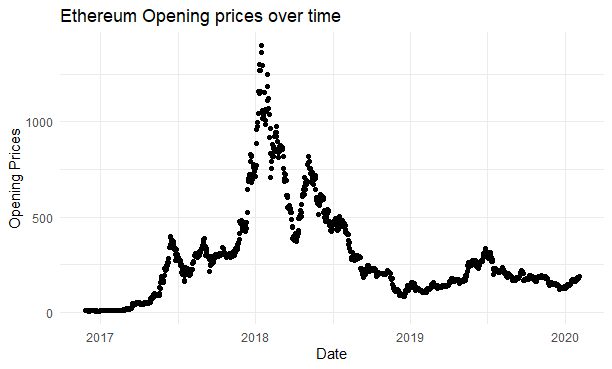 Ethereum Opening prices over time
Opening Prices
1000
500
0
2017 2018 2019 2020
Date